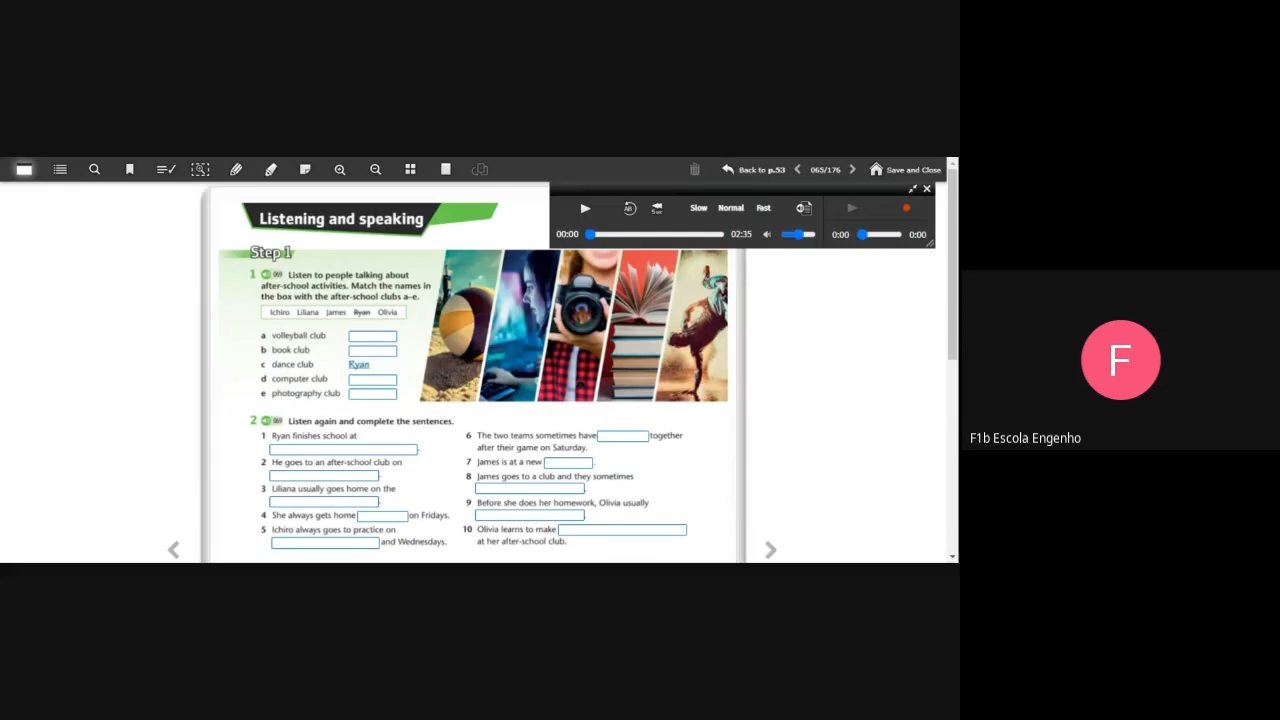 Back to p.53
065/176
Save and Close
AB
5sec
Slow
Normal
Fast
00:00
02:35
0:00
0:00
Listening and speaking
Step 1
1 069 Listen to people talking about
after-school activities. Match the names in
the box with the after-school clubs a–e.
Ichiro Liliana James Ryan Olivia
a volleyball club
b book club
c dance club Ryan
d computer club
e photography club
2 069 Listen again and complete the sentences.
1 Ryan finishes school at
.
2 He goes to an after-school club on
.
3 Liliana usually goes home on the
.
4 She always gets home on Fridays.
5 Ichiro always goes to practice on
and Wednesdays.
6 The two teams sometimes have together
after their game on Saturday.
7 James is at a new .
8 James goes to a club and they sometimes
.
9 Before she does her homework, Olivia usually
.
10 Olivia learns to make
at her after-school club.
F
F1b Escola Engenho